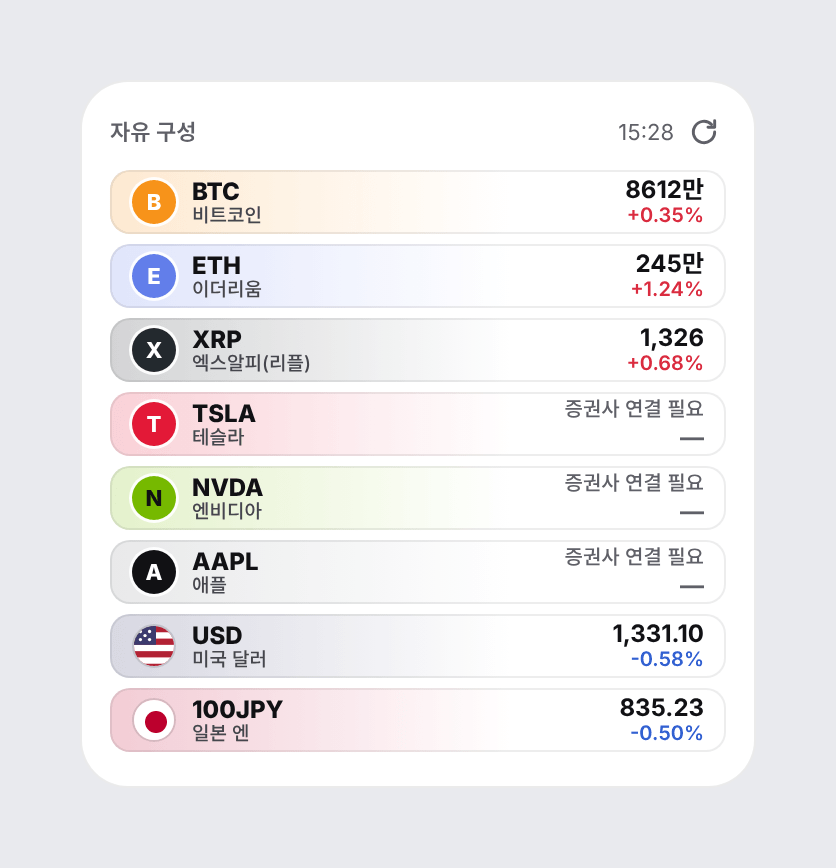 자유 구성
15:28
B
BTC
비트코인
8612만
+0.35%
E
ETH
이더리움
245만
+1.24%
X
XRP
엑스알피(리플)
1,326
+0.68%
T
TSLA
테슬라
증권사 연결 필요
—
N
NVDA
엔비디아
증권사 연결 필요
—
A
AAPL
애플
증권사 연결 필요
—
USD
미국 달러
1,331.10
-0.58%
100JPY
일본 엔
835.23
-0.50%